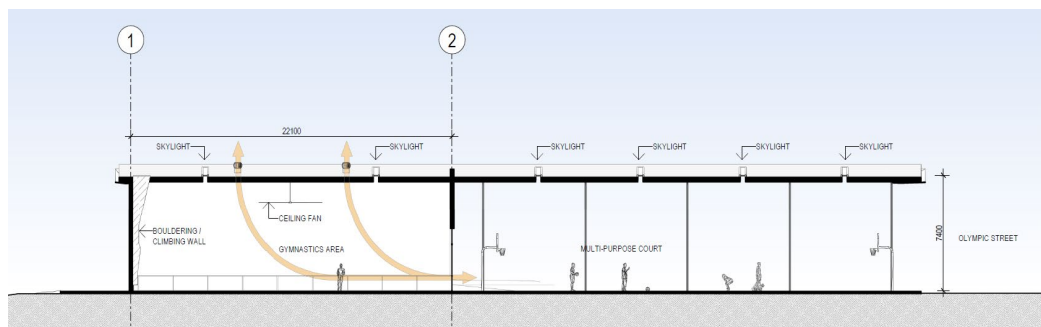 1
2
22100
SKYLIGHT
SKYLIGHT
SKYLIGHT
SKYLIGHT
SKYLIGHT
SKYLIGHT
CEILING FAN
BOULDERING /
CLIMBING WALL
GYMNASTICS AREA
MULTI-PURPOSE COURT
7400
OLYMPIC STREET